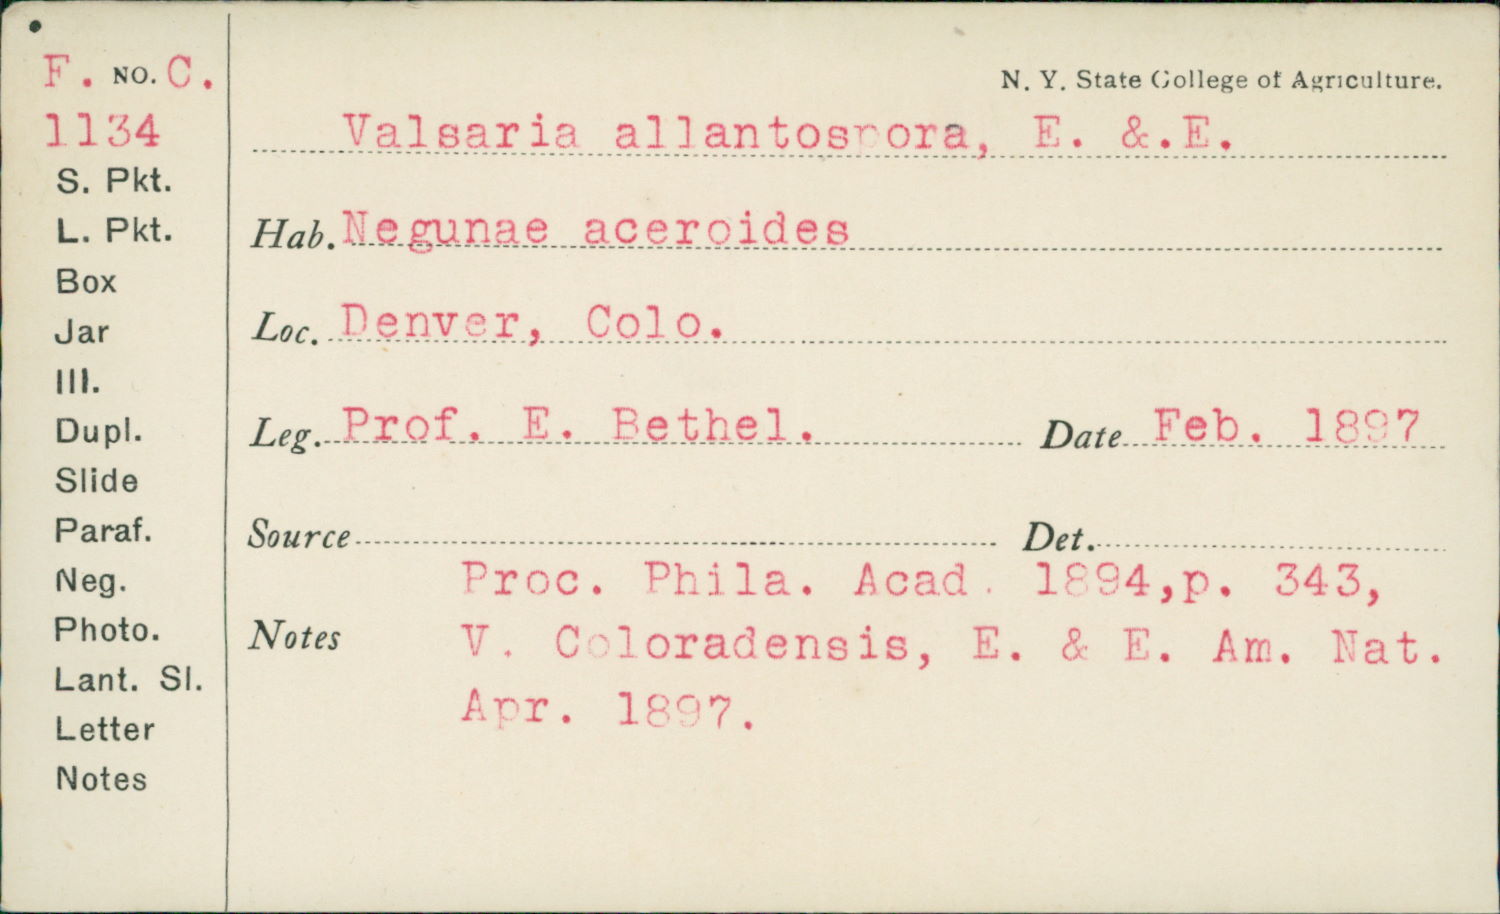 F. NO. C.
1134
S. Pkt.
L. Pkt.
Box
Jar
Ill.
Dupl.
Slide
Paraf.
Neg.
Photo.
Lant. Sl.
Letter
Notes
N. Y. State College of Agriculture.
Valsaria allantospora, E. &.E.
Hab. Negunae aceroides
Loc. Denver, Colo.
Leg. Prof. E. Bethel. Date Feb. 1897
Source Det.
Proc. Phila. Acad. 1894,p. 343,
Notes V. Coloradensis, E. & E. Am. Nat.
Apr. 1897.